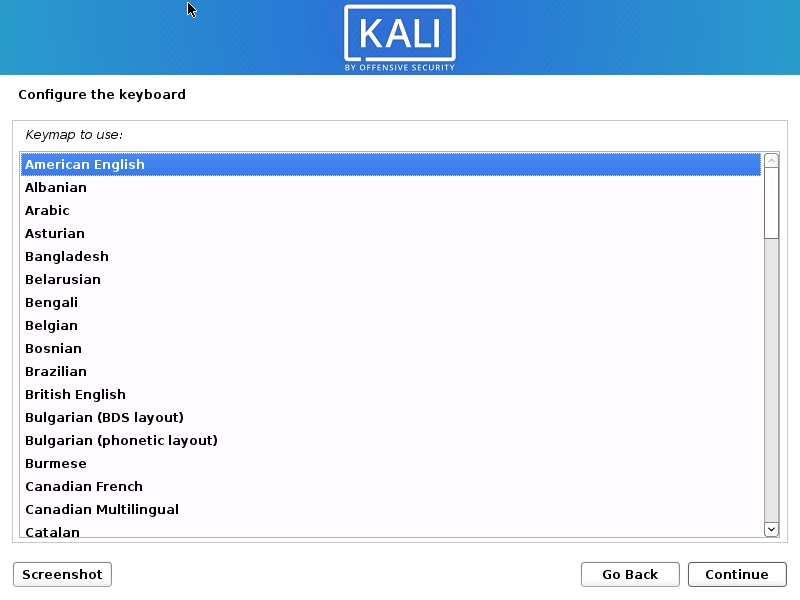 KALI
BY OFFENSIVE SECURITY
Configure the keyboard
Keymap to use:
American English
Albanian
Arabic
Asturian
Bangladesh
Belarusian
Bengali
Belgian
Bosnian
Brazilian
British English
Bulgarian (BDS layout)
Bulgarian (phonetic layout)
Burmese
Canadian French
Canadian Multilingual
Catalan
Screenshot
Go Back
Continue